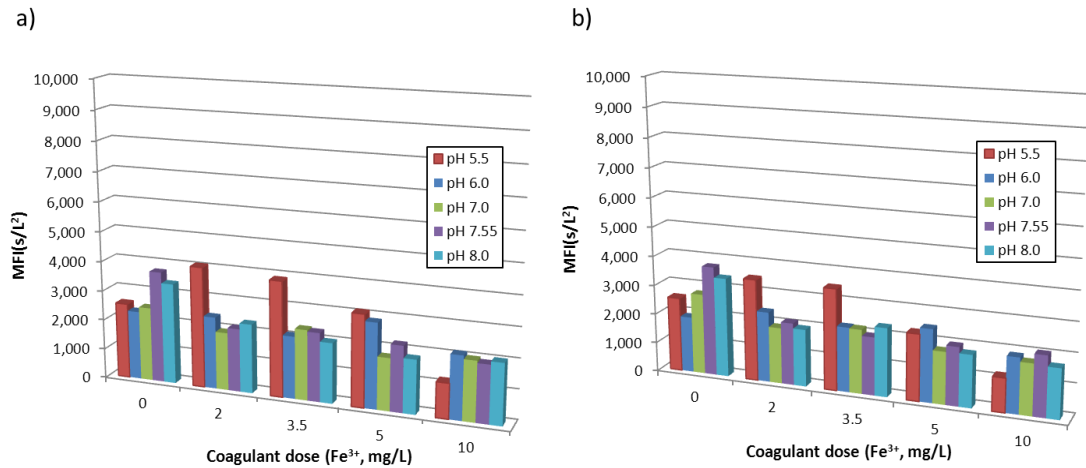 a)
10,000
9,000
8,000
7,000
6,000
5,000
4,000
3,000
2,000
1,000
0
MFI(s/L²)
pH 5.5
pH 6.0
pH 7.0
pH 7.55
pH 8.0
0
2
3.5
5
10
Coagulant dose (Fe³⁺, mg/L)
b)
10,000
9,000
8,000
7,000
6,000
5,000
4,000
3,000
2,000
1,000
0
MFI(s/L²)
pH 5.5
pH 6.0
pH 7.0
pH 7.55
pH 8.0
0
2
3.5
5
10
Coagulant dose (Fe³⁺, mg/L)